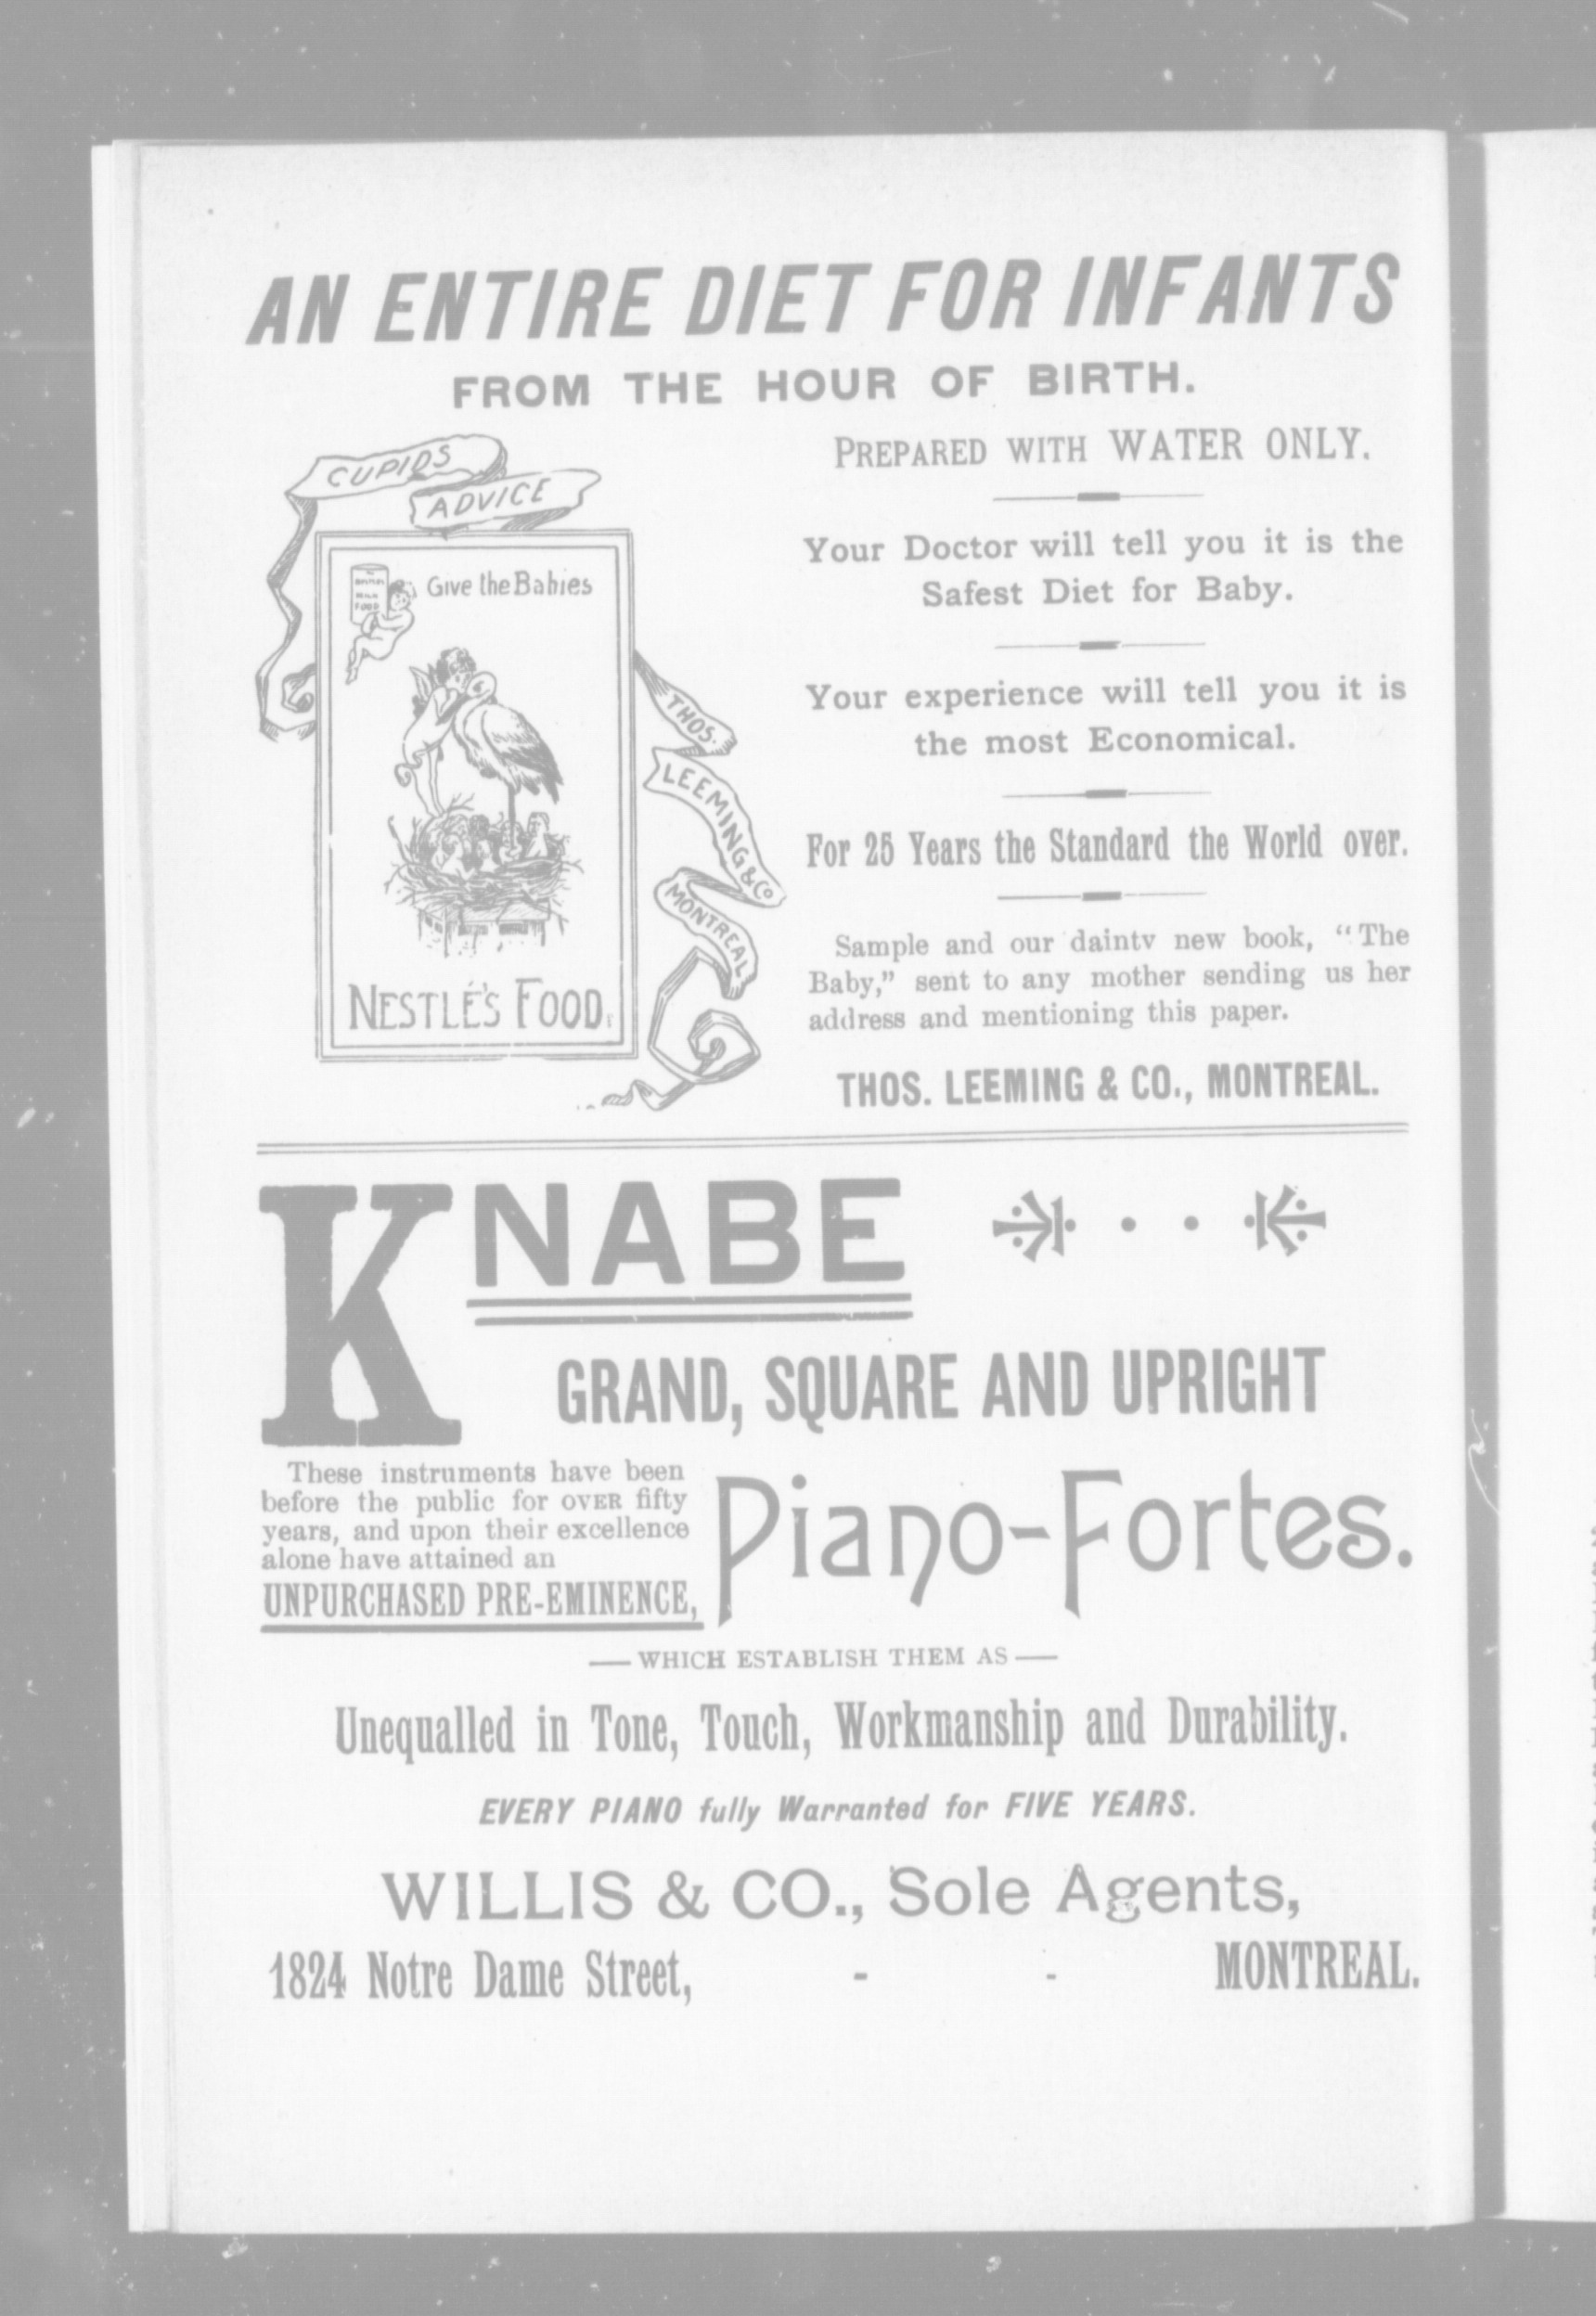 AN ENTIRE DIET FOR INFANTS
FROM THE HOUR OF BIRTH.
CUPIDS
ADVICE
Give the Babies
FOOD
NESTLÉ'S FOOD
THOS.
LEEMING & Co
MONTREAL
PREPARED WITH WATER ONLY.
Your Doctor will tell you it is the
Safest Diet for Baby.
Your experience will tell you it is
the most Economical.
For 25 Years the Standard the World over.
Sample and our dainty new book, "The
Baby," sent to any mother sending us her
address and mentioning this paper.
THOS. LEEMING & CO., MONTREAL.
KNABE
GRAND, SQUARE AND UPRIGHT
Piano-Fortes.
These instruments have been
before the public for OVER fifty
years, and upon their excellence
alone have attained an
UNPURCHASED PRE-EMINENCE,
— WHICH ESTABLISH THEM AS —
Unequalled in Tone, Touch, Workmanship and Durability.
EVERY PIANO fully Warranted for FIVE YEARS.
WILLIS & CO., Sole Agents,
1824 Notre Dame Street, - - MONTREAL.